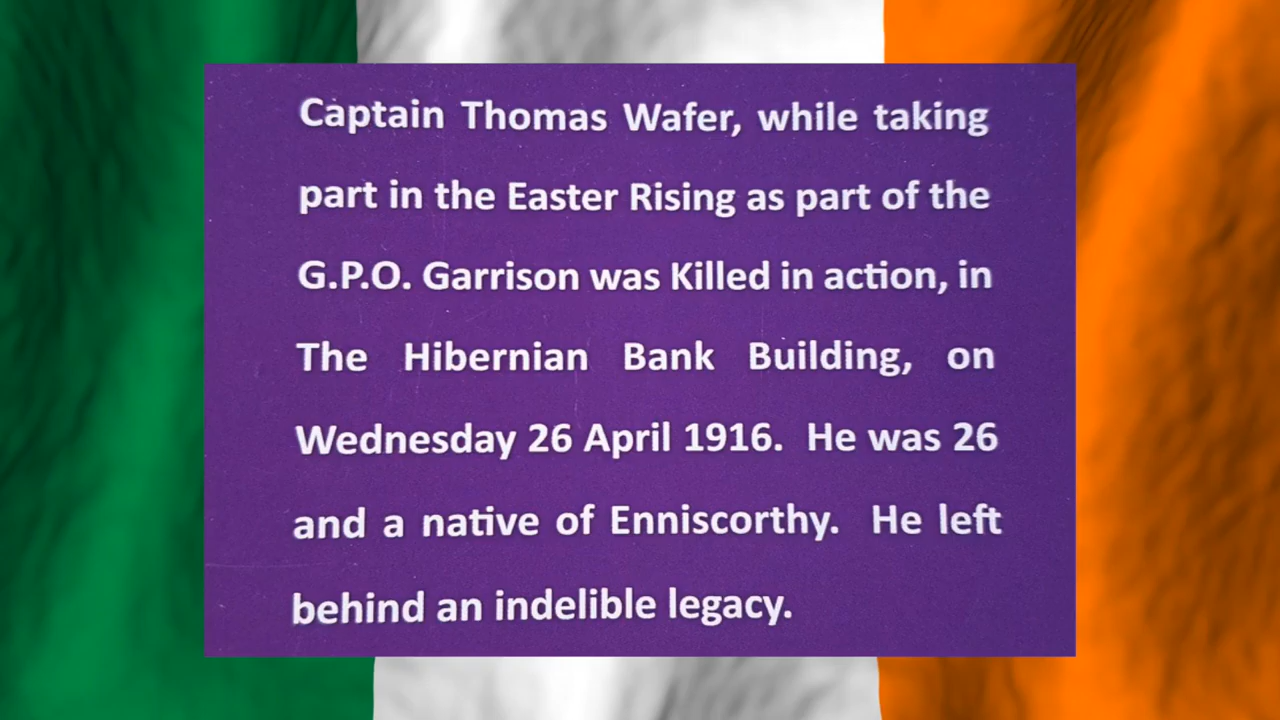 Captain Thomas Wafer, while taking
part in the Easter Rising as part of the
G.P.O. Garrison was Killed in action, in
The Hibernian Bank Building, on
Wednesday 26 April 1916. He was 26
and a native of Enniscorthy. He left
behind an indelible legacy.